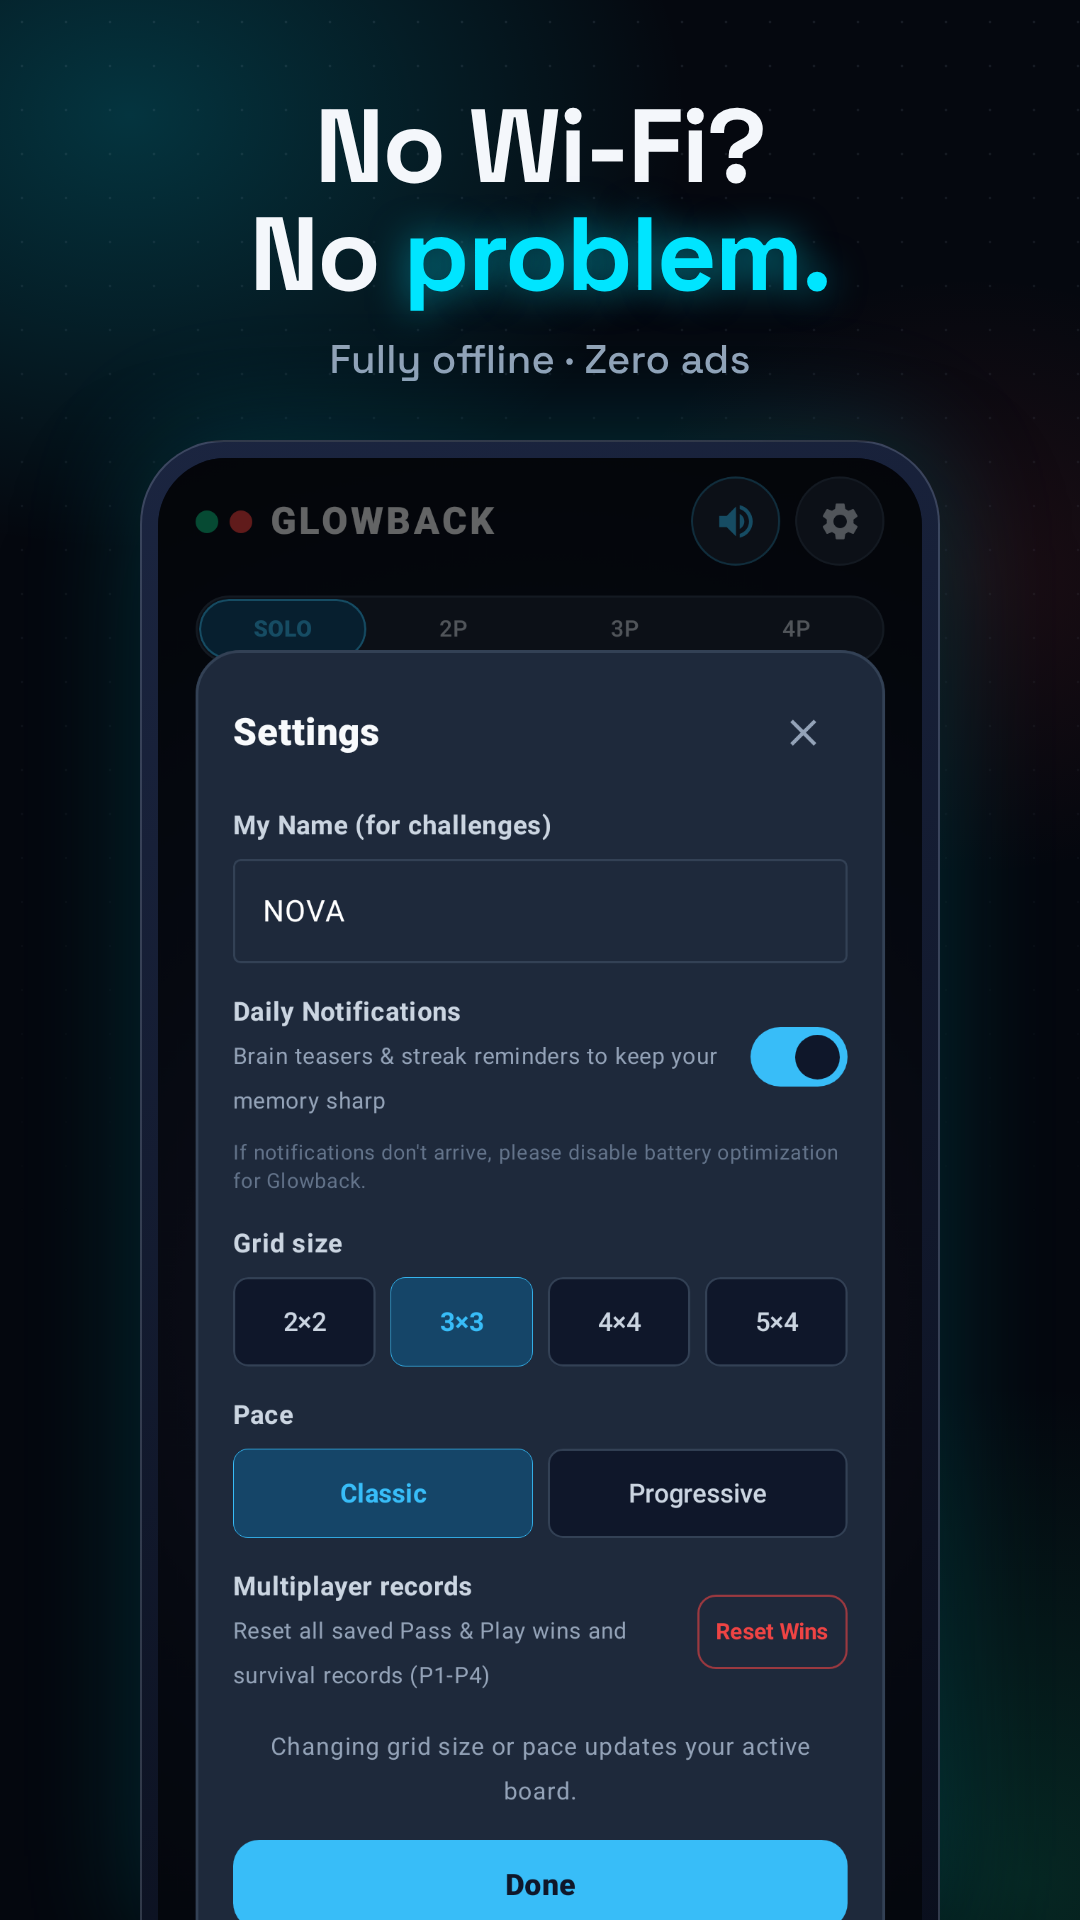 No Wi-Fi?
No problem.
Fully offline · Zero ads
GLOWBACK
SOLO 2P 3P 4P
Settings
My Name (for challenges)
NOVA
Daily Notifications
Brain teasers & streak reminders to keep your
memory sharp
If notifications don't arrive, please disable battery optimization
for Glowback.
Grid size
2×2 3×3 4×4 5×4
Pace
Classic Progressive
Multiplayer records
Reset all saved Pass & Play wins and
survival records (P1-P4)
Reset Wins
Changing grid size or pace updates your active
board.
Done